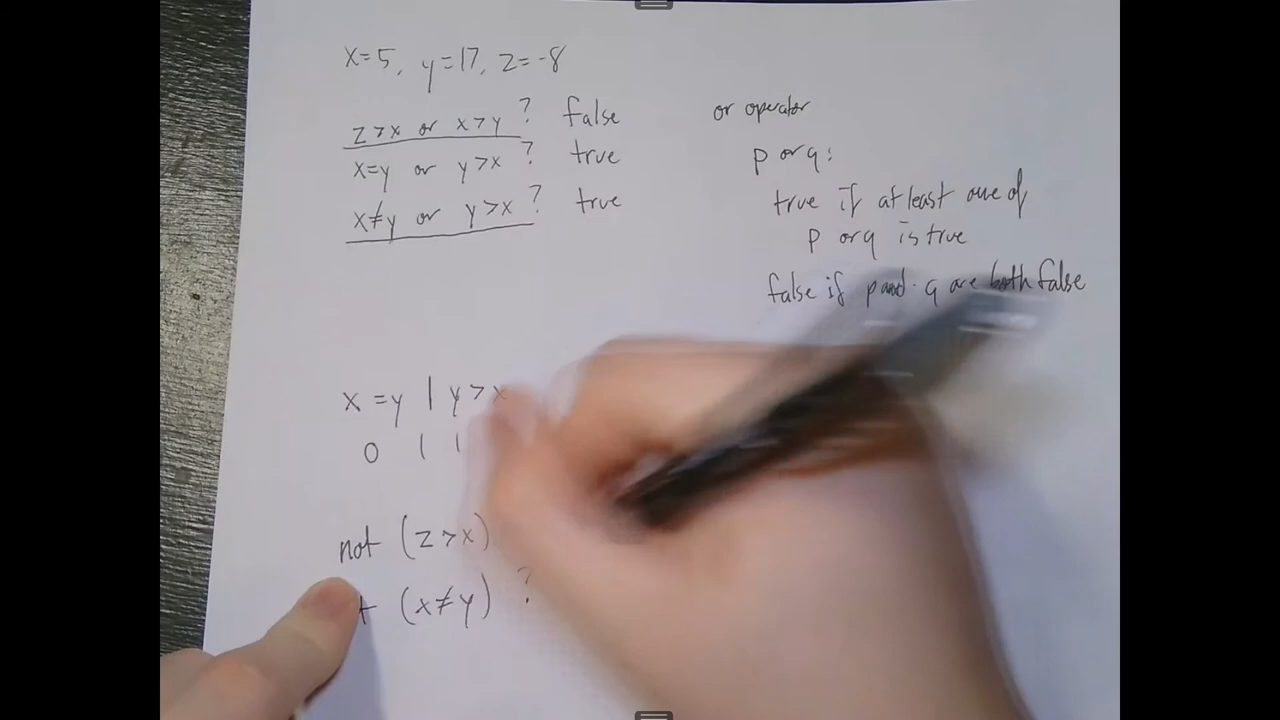 x=5, y=17, z=-8
z>x or x>y ? false
x=y or y>x ? true
x≠y or y>x ? true
or operator
p or q:
true if at least one of
p or q is true
false if p and q are both false
x=y | y>x
0 | 1
not (z>x)
(x≠y) ?